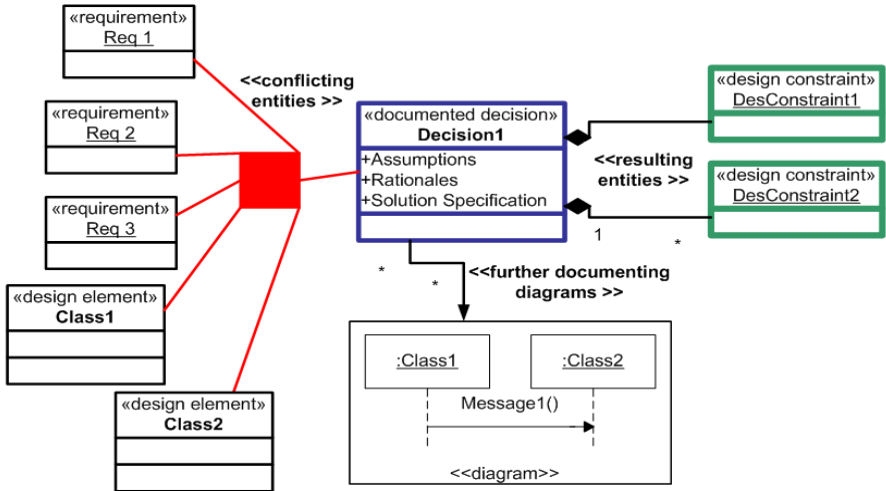 «requirement»
Req 1
«requirement»
Req 2
«requirement»
Req 3
«design element»
Class1
«design element»
Class2
<<conflicting
entities >>
«documented decision»
Decision1
+Assumptions
+Rationales
+Solution Specification
<<resulting
entities >>
«design constraint»
DesConstraint1
«design constraint»
DesConstraint2
1
*
*
*
<<further documenting
diagrams >>
:Class1
:Class2
Message1()
<<diagram>>